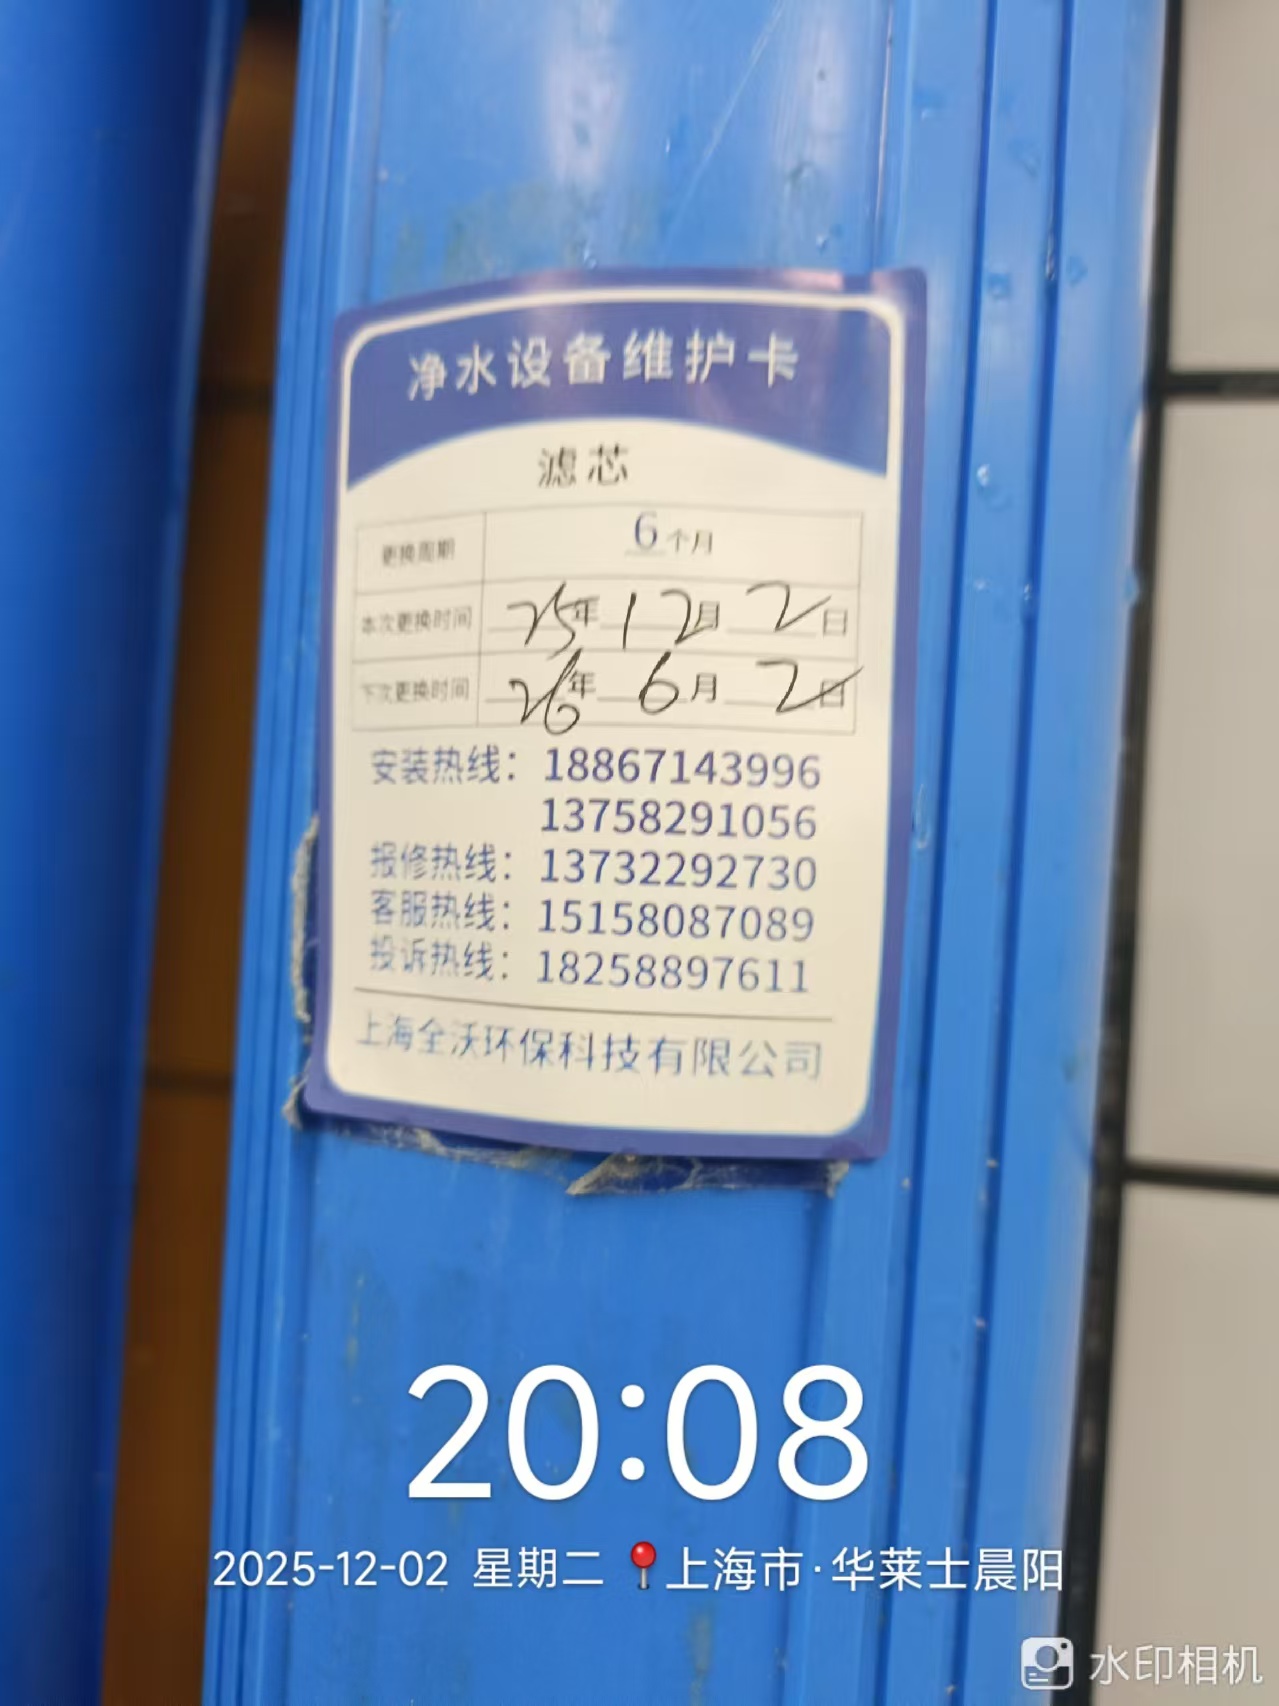 净水设备维护卡
滤芯
更换周期 6个月
本次更换时间 25年12月2日
下次更换时间 26年6月2日
安装热线：18867143996
13758291056
报修热线：13732292730
客服热线：15158087089
投诉热线：18258897611
上海全沃环保科技有限公司
20:08
2025-12-02 星期二 上海市·华莱士晨阳
水印相机